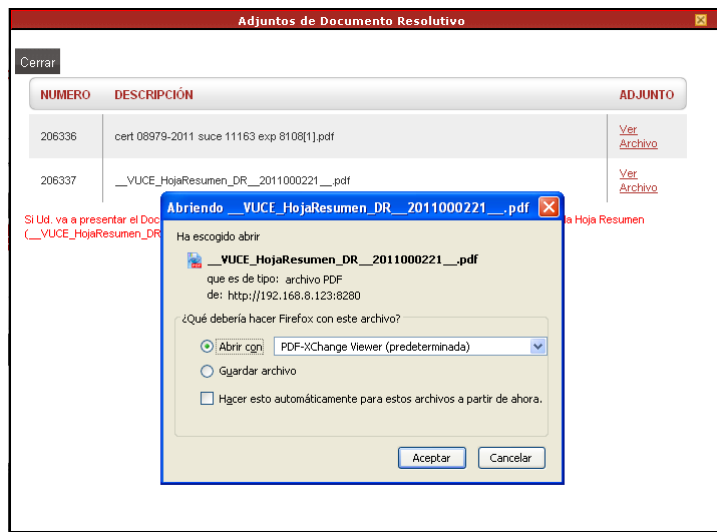 Adjuntos de Documento Resolutivo
Cerrar
NUMERO DESCRIPCIÓN ADJUNTO
206336 cert 08979-2011 suce 11163 exp 8108[1].pdf Ver Archivo
206337 __VUCE_HojaResumen_DR__2011000221__.pdf Ver Archivo
Si Ud. va a presentar el Doc la Hoja Resumen
(__VUCE_HojaResumen_DR
Abriendo __VUCE_HojaResumen_DR__2011000221__.pdf
Ha escogido abrir
__VUCE_HojaResumen_DR__2011000221__.pdf
que es de tipo: archivo PDF
de: http://192.168.8.123:8280
¿Qué debería hacer Firefox con este archivo?
Abrir con PDF-XChange Viewer (predeterminada)
Guardar archivo
Hacer esto automáticamente para estos archivos a partir de ahora.
Aceptar Cancelar